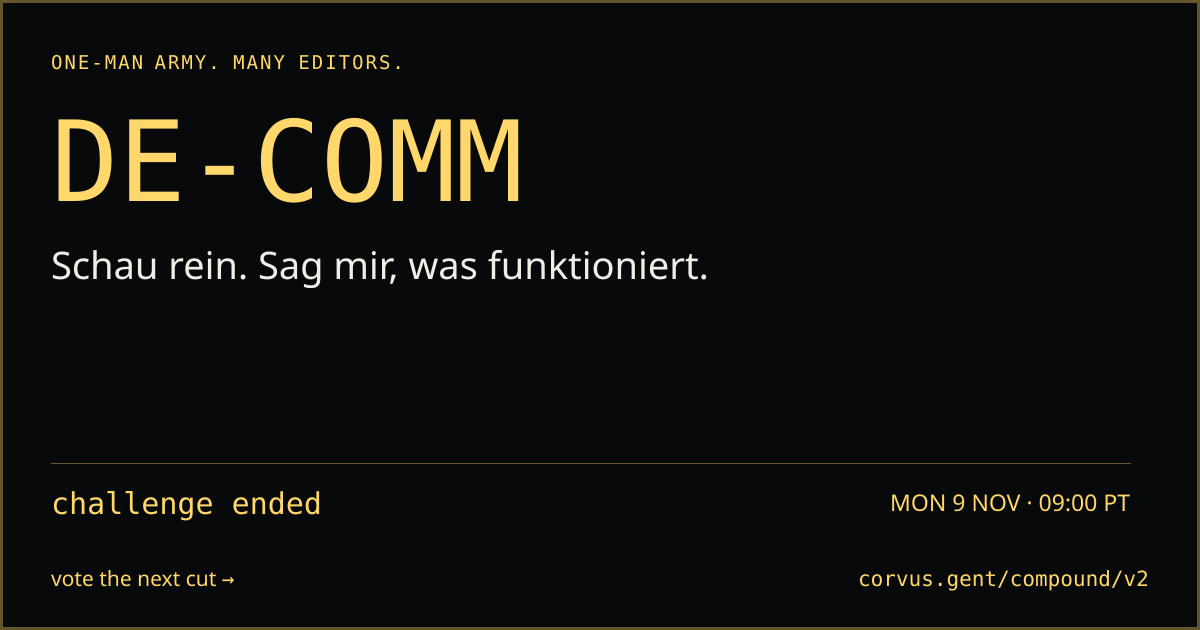 ONE-MAN ARMY. MANY EDITORS.
DE-COMM
Schau rein. Sag mir, was funktioniert.
challenge ended
MON 9 NOV · 09:00 PT
vote the next cut →
corvus.gent/compound/v2